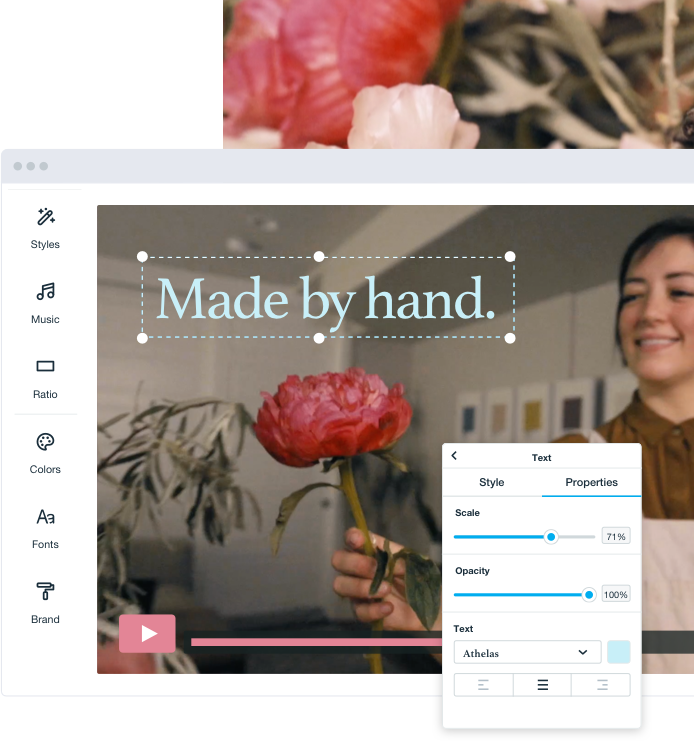 Styles
Music
Ratio
Colors
Fonts
Brand
Made by hand.
Text
Style Properties
Scale
71%
Opacity
100%
Text
Athelas